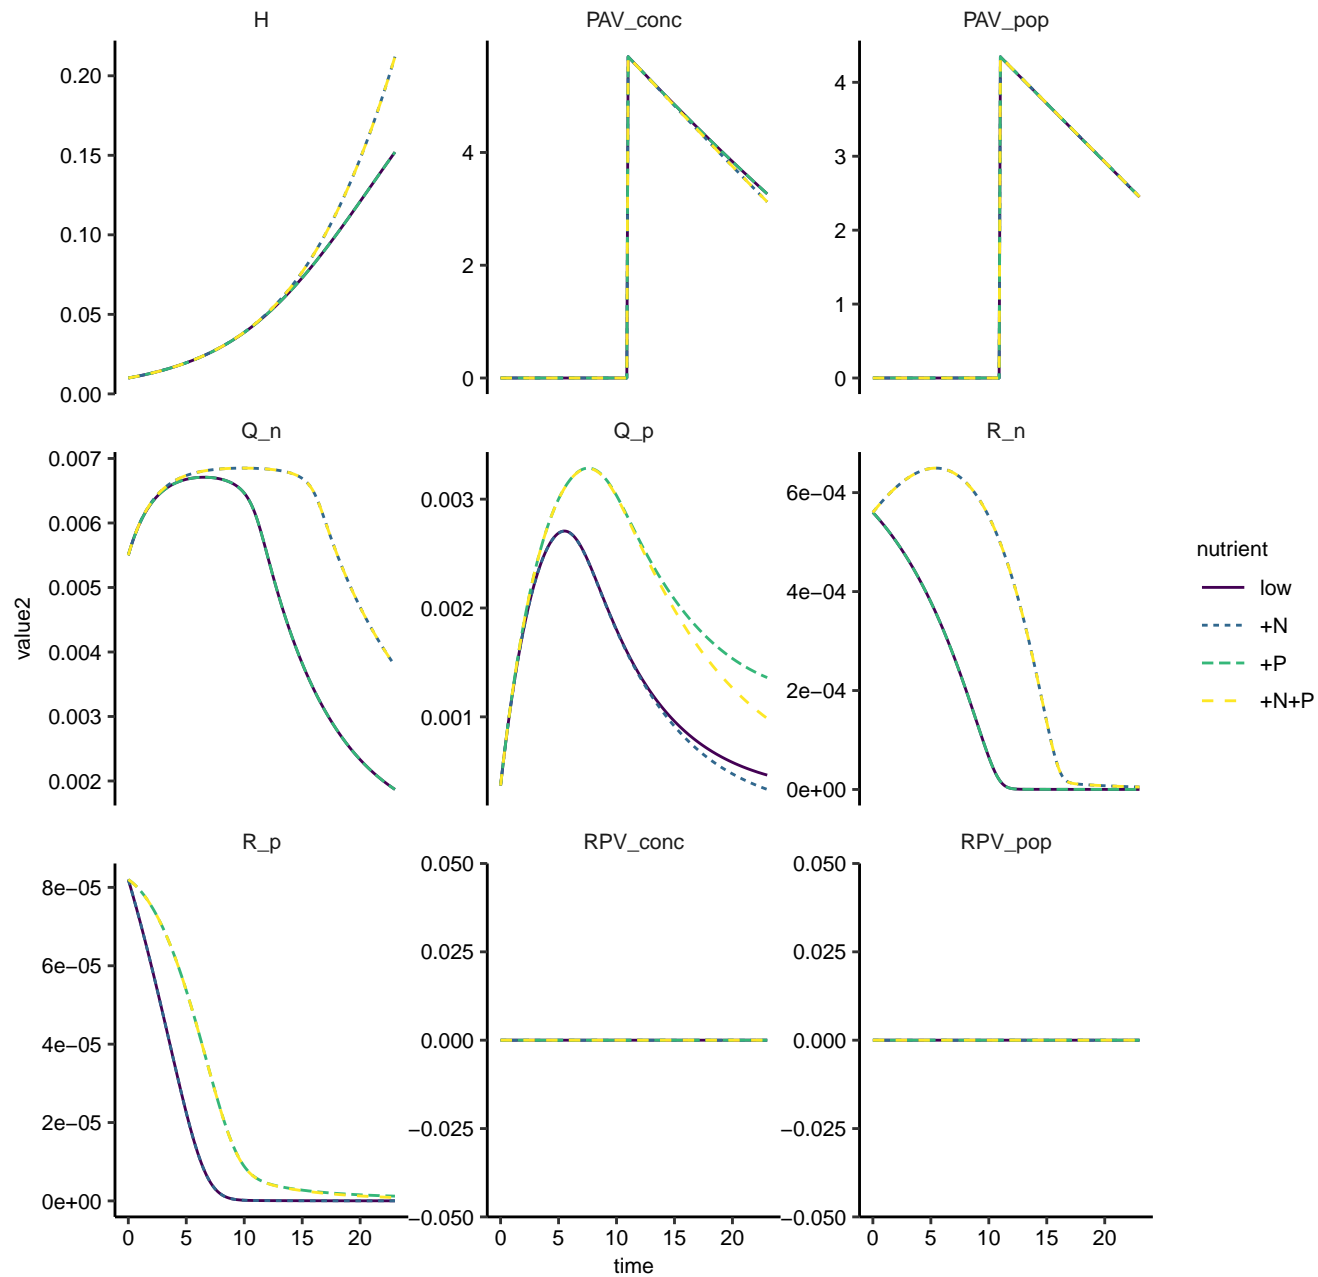 H
PAV_conc
PAV_pop
0.20
0.15
0.10
0.05
0.00
4
2
0
4
3
2
1
0
Q_n
Q_p
R_n
0.007
0.006
0.005
0.004
0.003
0.002
0.003
0.002
0.001
6e−04
4e−04
2e−04
0e+00
R_p
RPV_conc
RPV_pop
8e−05
6e−05
4e−05
2e−05
0e+00
0.050
0.025
0.000
−0.025
−0.050
0.050
0.025
0.000
−0.025
−0.050
0 5 10 15 20
0 5 10 15 20
0 5 10 15 20
time
value2
nutrient
low
+N
+P
+N+P